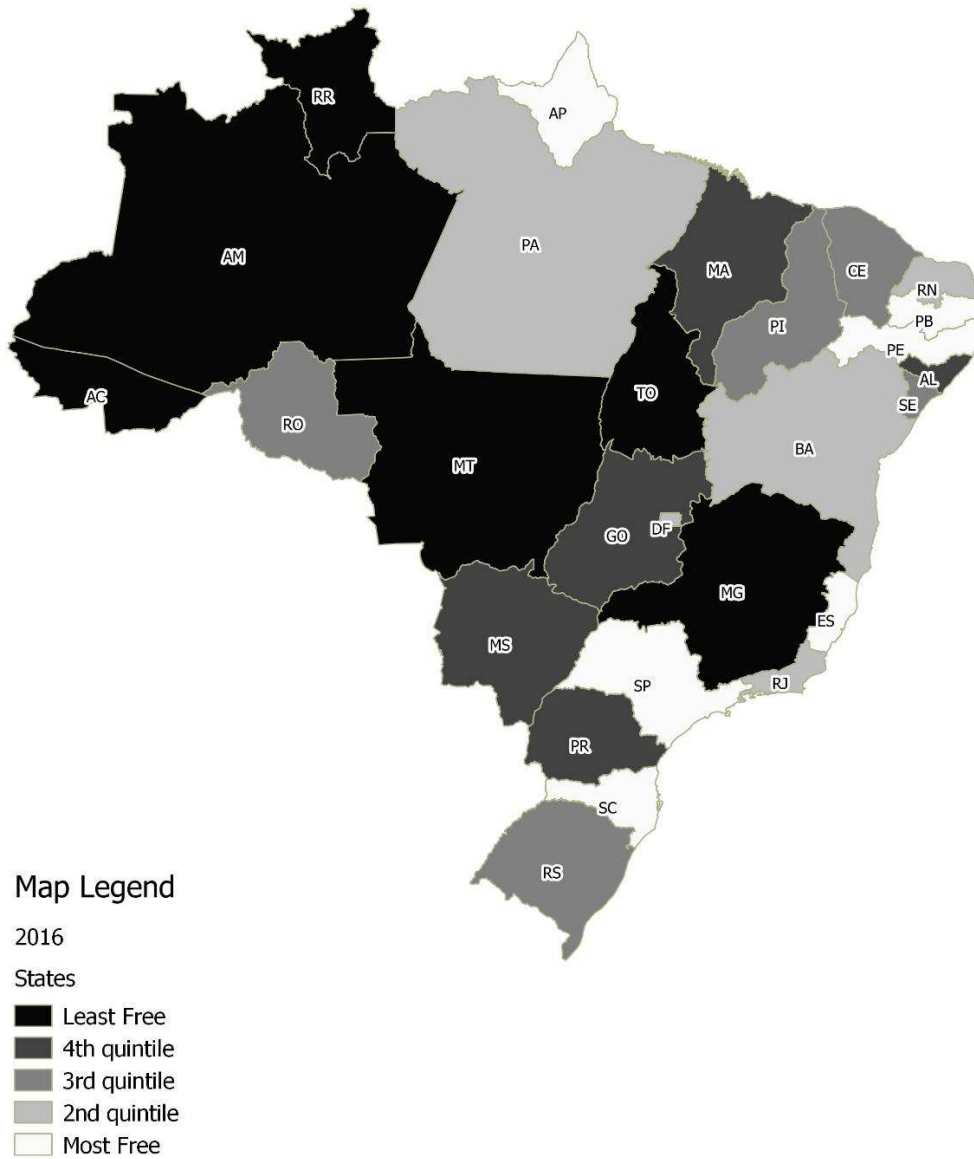 RR
AP
AM
PA
MA
CE
RN
PI
PB
PE
AC
TO
AL
SE
RO
BA
MT
DF
GO
MG
ES
MS
SP
RJ
PR
SC
RS
Map Legend
2016
States
Least Free
4th quintile
3rd quintile
2nd quintile
Most Free